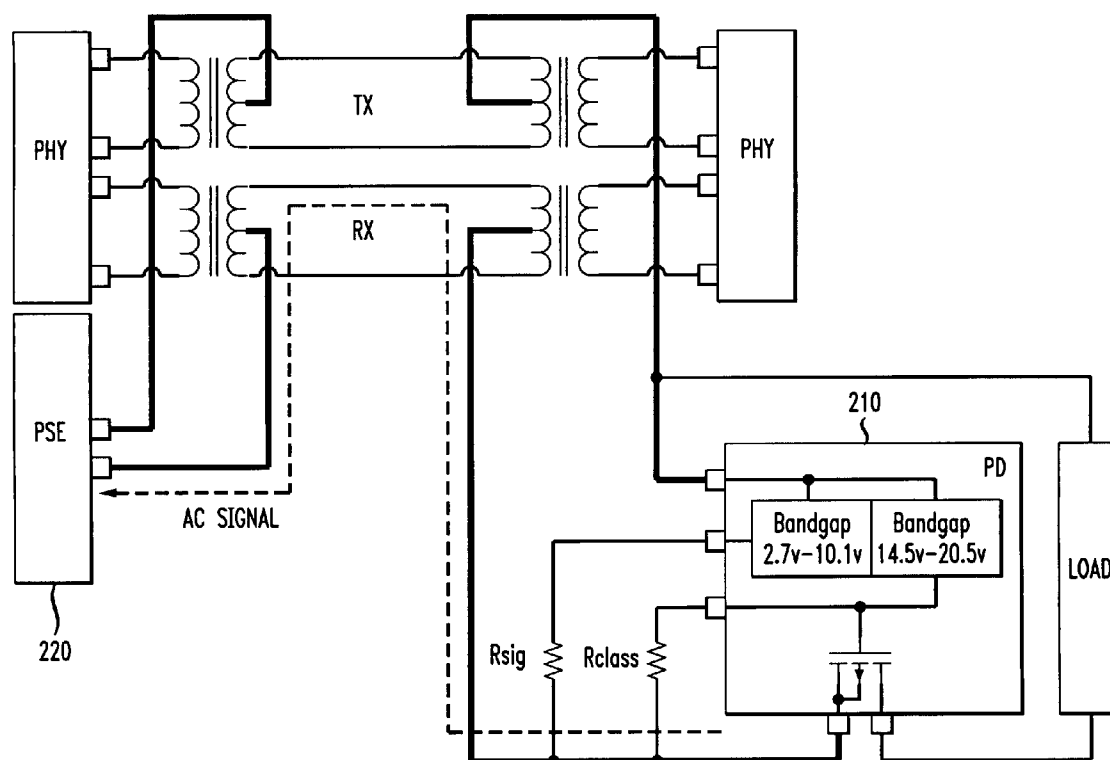 PHY
TX
PHY
RX
PSE
AC SIGNAL
220
210
PD
Bandgap
2.7v-10.1v
Bandgap
14.5v-20.5v
LOAD
Rsig
Rclass